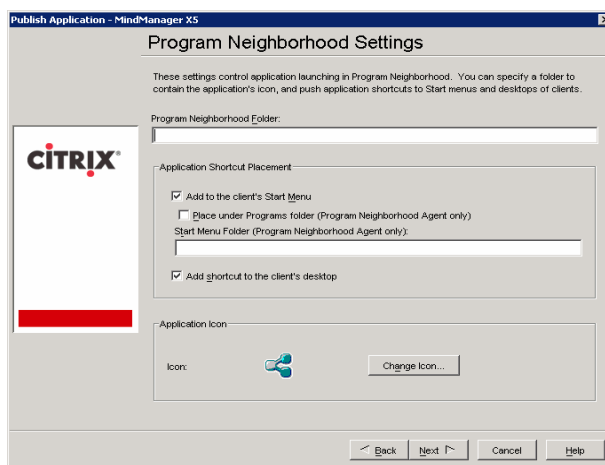 Publish Application - MindManager X5
Program Neighborhood Settings
These settings control application launching in Program Neighborhood. You can specify a folder to
contain the application's icon, and push application shortcuts to Start menus and desktops of clients.
Program Neighborhood Folder:
CITRIX®
Application Shortcut Placement
Add to the client's Start Menu
Place under Programs folder (Program Neighborhood Agent only)
Start Menu Folder (Program Neighborhood Agent only):
Add shortcut to the client's desktop
Application Icon
Icon:
Change Icon...
Back
Next
Cancel
Help